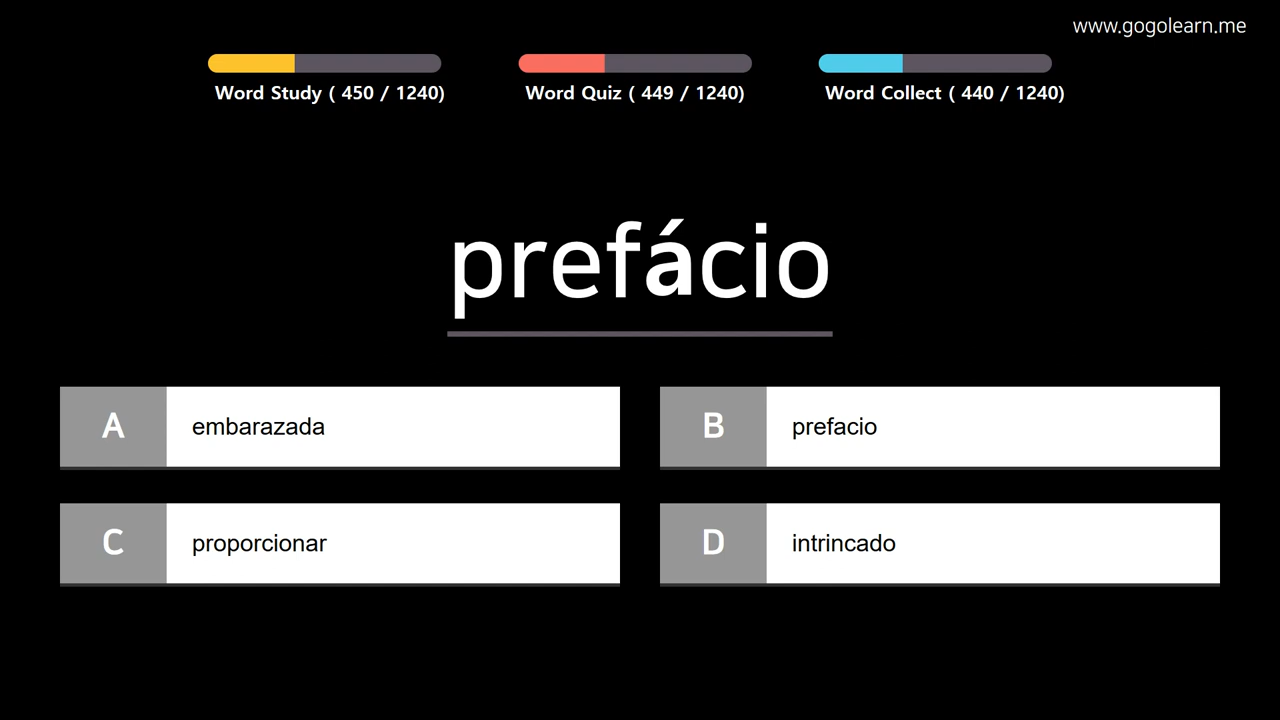 www.gogolearn.me
Word Study ( 450 / 1240)
Word Quiz ( 449 / 1240)
Word Collect ( 440 / 1240)
prefácio
A embarazada
B prefacio
C proporcionar
D intrincado